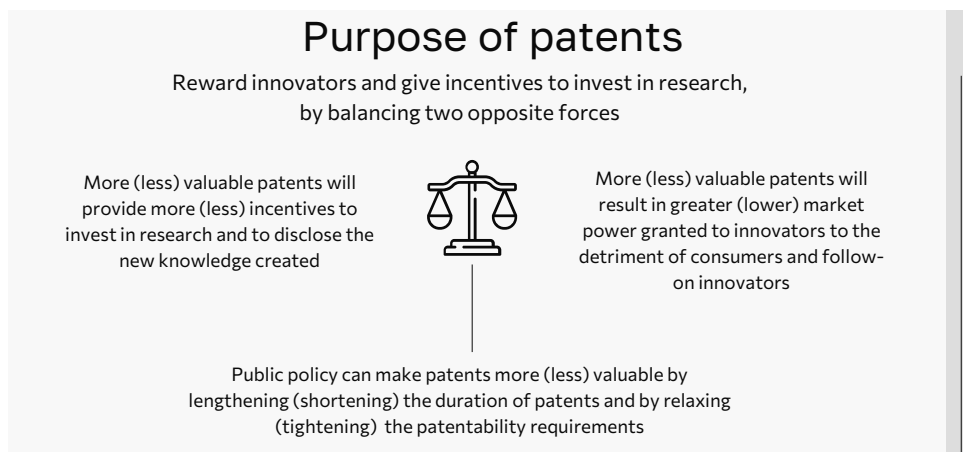 Purpose of patents
Reward innovators and give incentives to invest in research,
by balancing two opposite forces
More (less) valuable patents will
provide more (less) incentives to
invest in research and to disclose the
new knowledge created
More (less) valuable patents will
result in greater (lower) market
power granted to innovators to the
detriment of consumers and follow-
on innovators
Public policy can make patents more (less) valuable by
lengthening (shortening) the duration of patents and by relaxing
(tightening) the patentability requirements